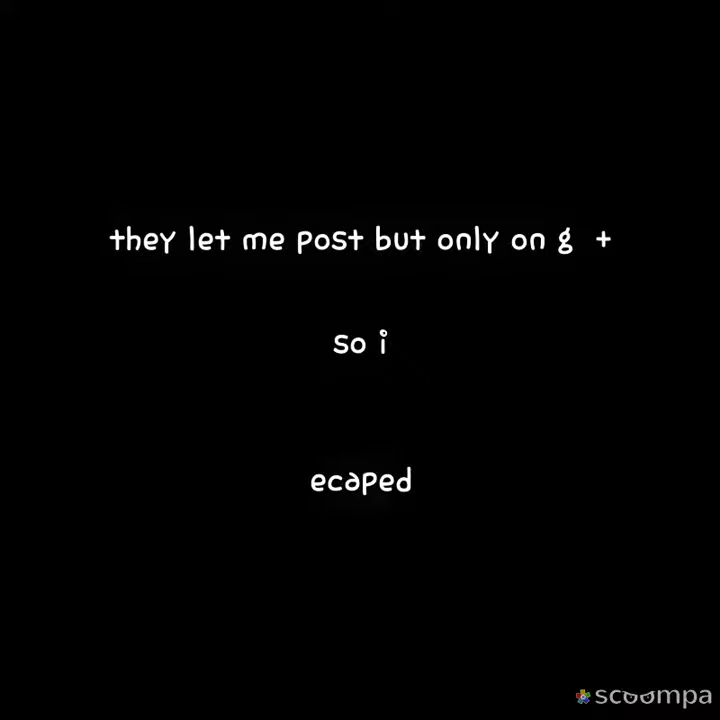 they let me post but only on g  +
so i
ecaped
scoompa